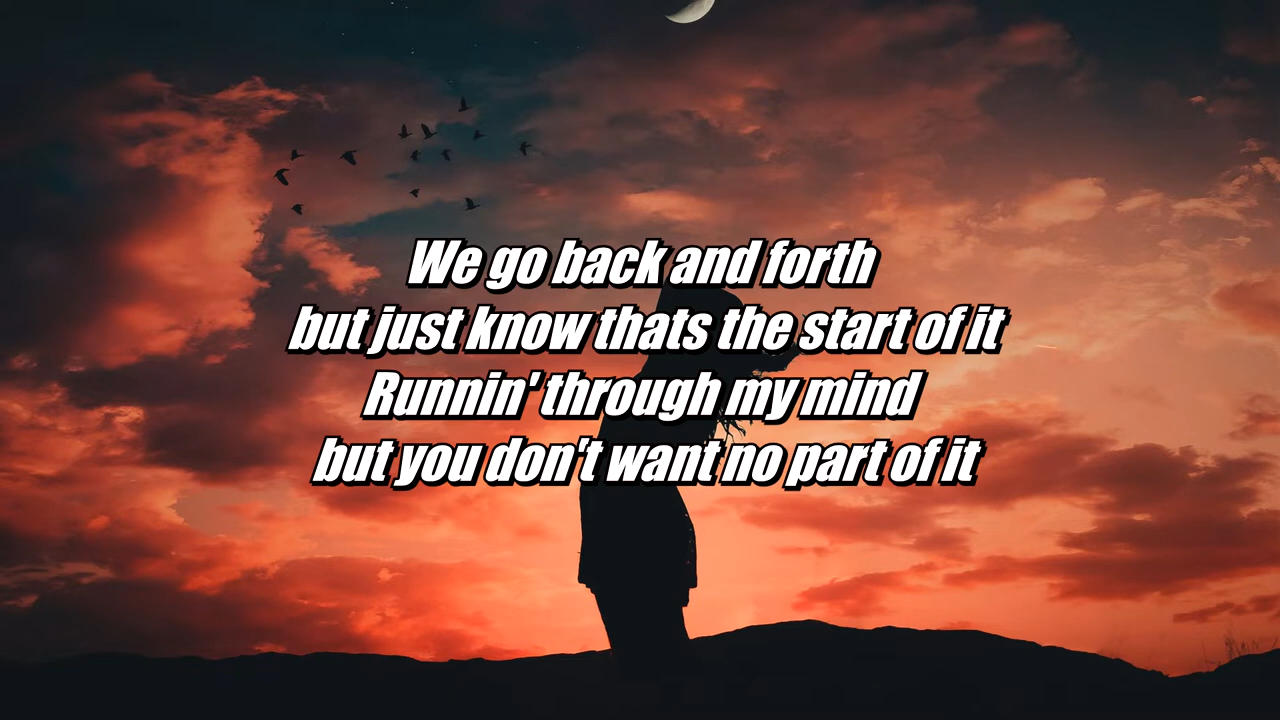 We go back and forth
but just know thats the start of it
Runnin' through my mind
but you don't want no part of it